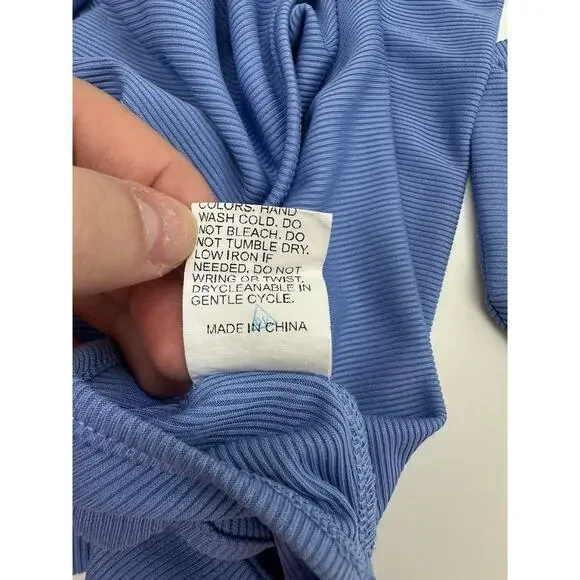 COLORS. HAND
WASH COLD. DO
NOT BLEACH. DO
NOT TUMBLE DRY.
LOW IRON IF
NEEDED. DO NOT
WRING OR TWIST.
DRYCLEANABLE IN
GENTLE CYCLE.
MADE IN CHINA